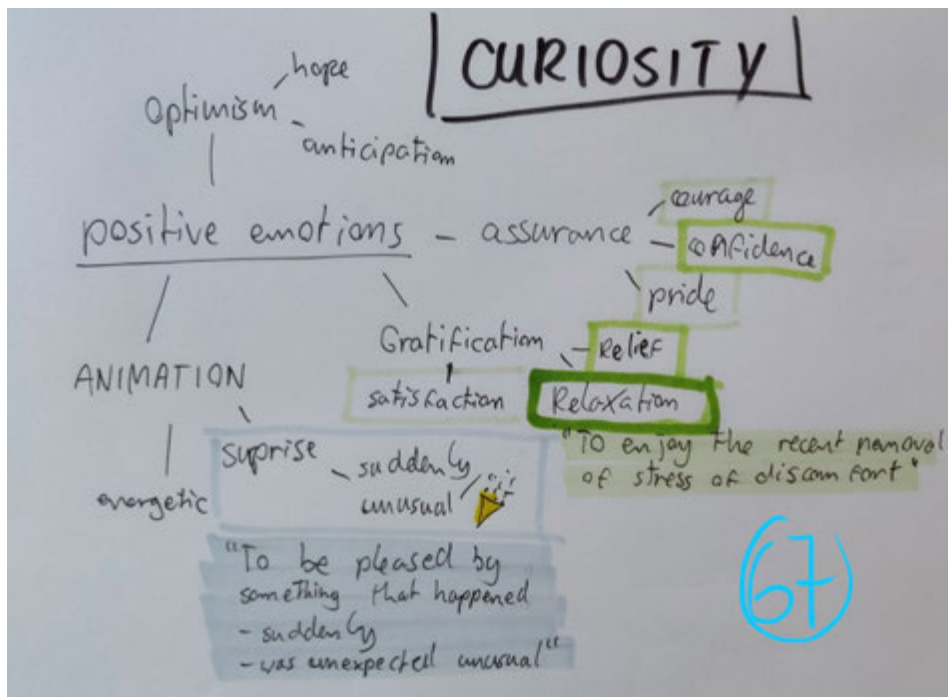 CURIOSITY
hope
Optimism
anticipation
positive emotions - assurance
courage
confidence
pride
Gratification - Relief
satisfaction
Relaxation
"To enjoy the recent removal
of stress of discomfort"
ANIMATION
energetic
suprise
suddenly
unusual
"To be pleased by
something that happened
- suddenly
- was unexpected unusual"
67